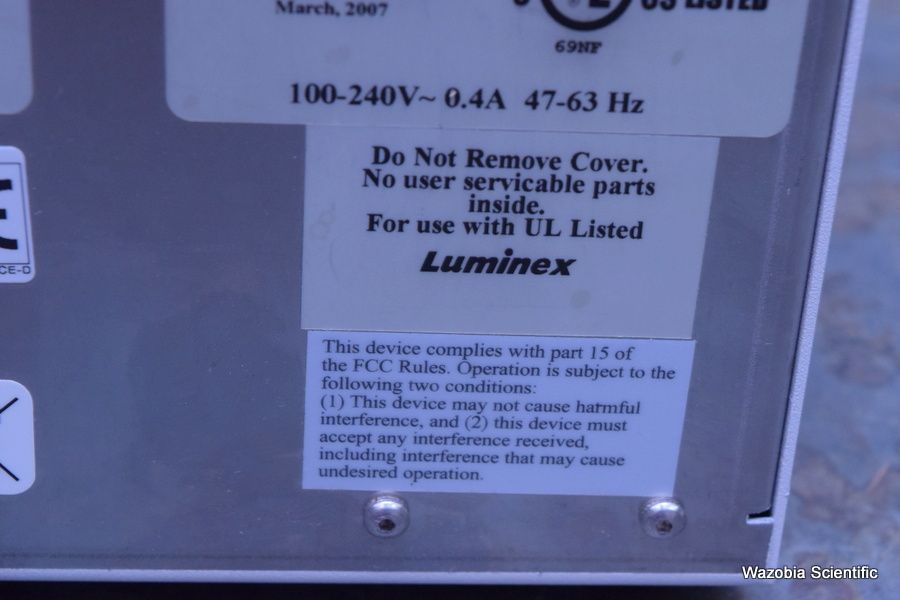 March, 2007
US LISTED
69NF
100-240V~ 0.4A 47-63 Hz
Do Not Remove Cover.
No user servicable parts
inside.
For use with UL Listed
Luminex
CE-D
This device complies with part 15 of
the FCC Rules. Operation is subject to the
following two conditions:
(1) This device may not cause harmful
interference, and (2) this device must
accept any interference received,
including interference that may cause
undesired operation.
Wazobia Scientific